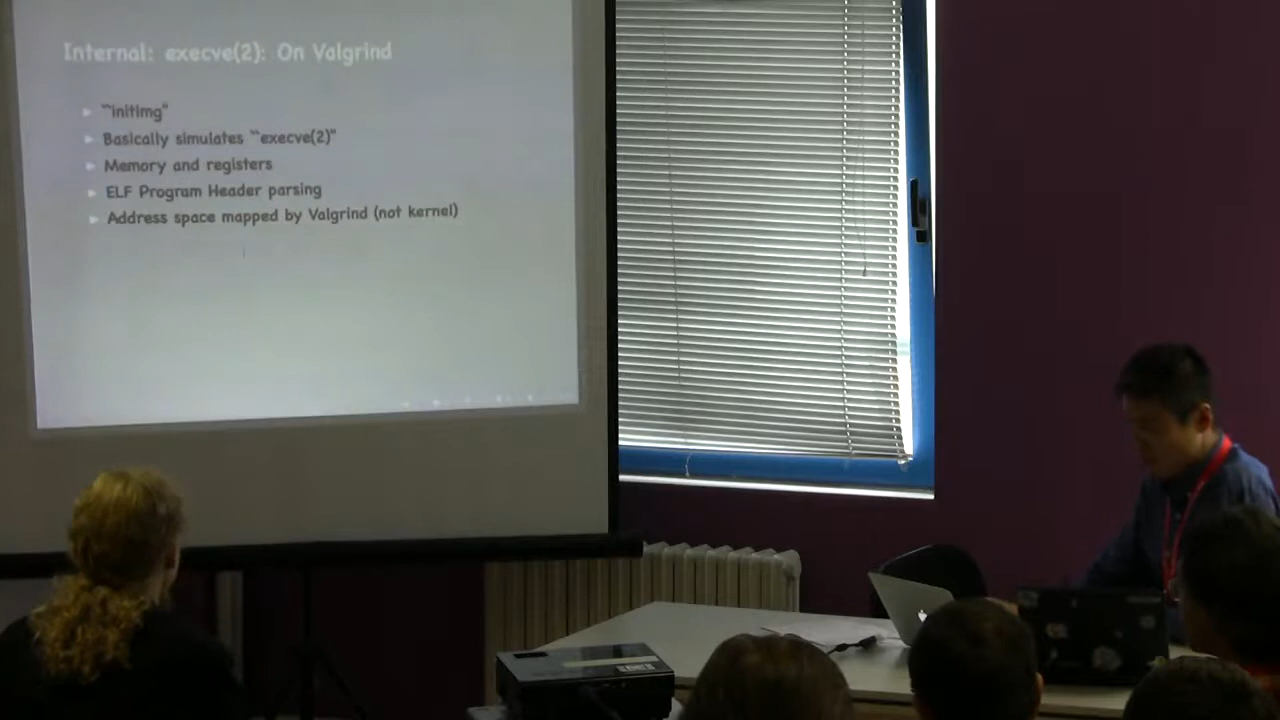 Internal: execve(2): On Valgrind
“initimg”
Basically simulates “execve(2)”
Memory and registers
ELF Program Header parsing
Address space mapped by Valgrind (not kernel)